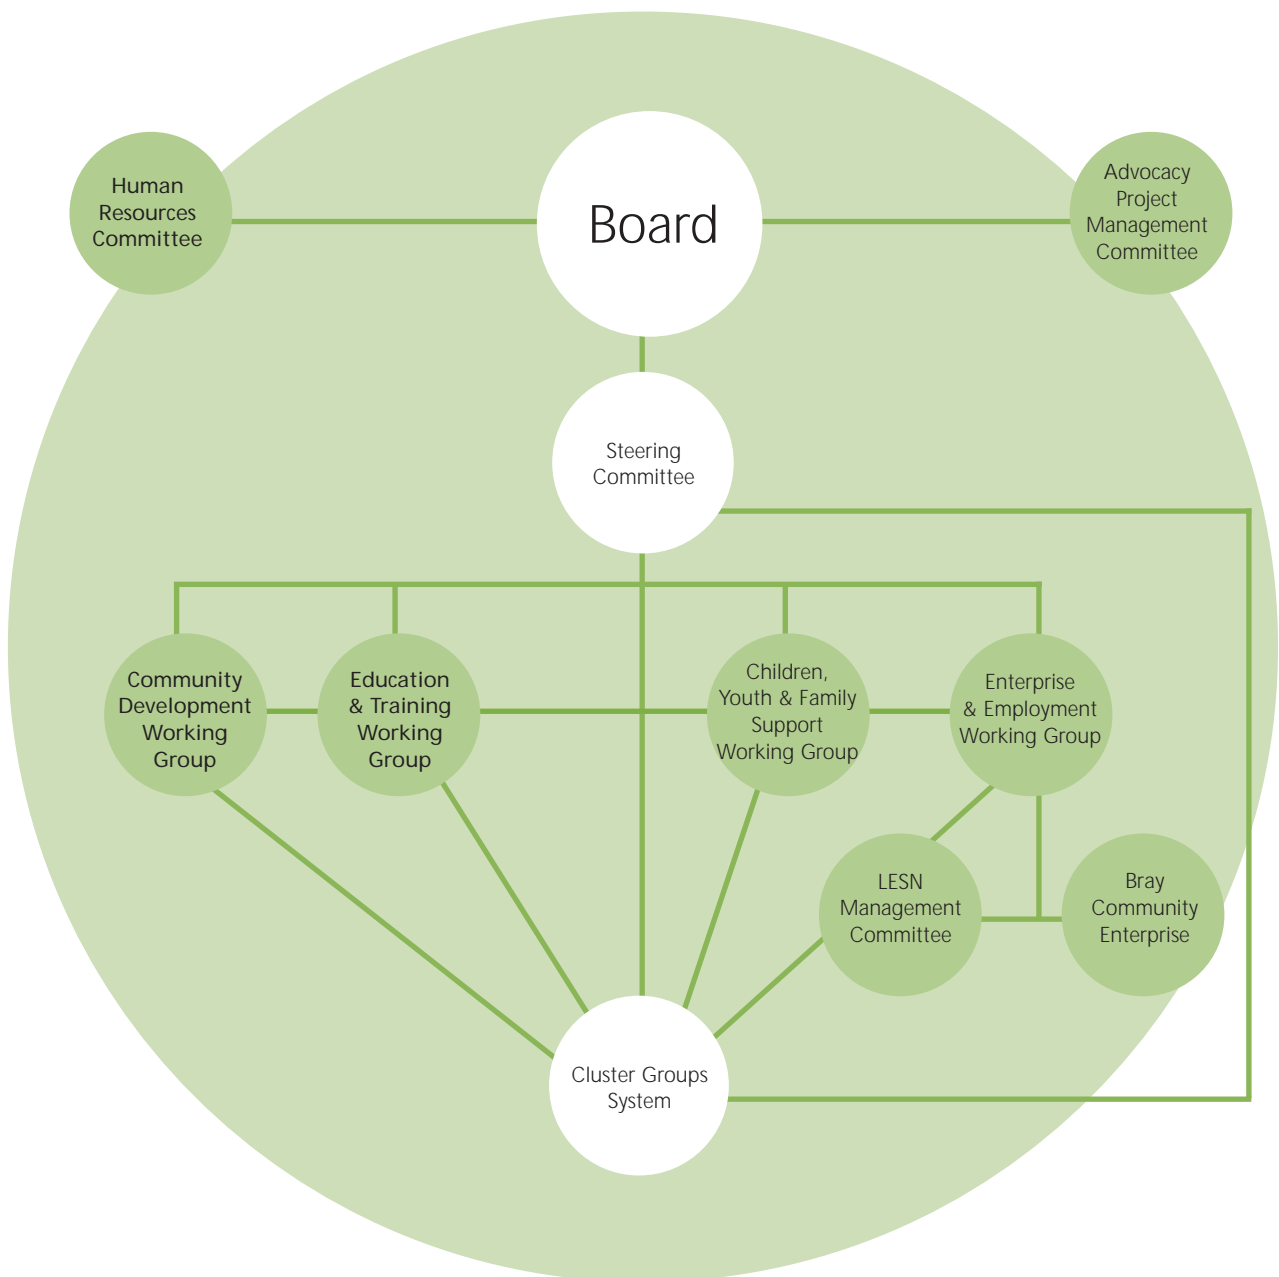 Human
Resources
Committee
Board
Advocacy
Project
Management
Committee
Steering
Committee
Community
Development
Working
Group
Education
& Training
Working
Group
Children,
Youth & Family
Support
Working Group
Enterprise
& Employment
Working Group
LESN
Management
Committee
Bray
Community
Enterprise
Cluster Groups
System